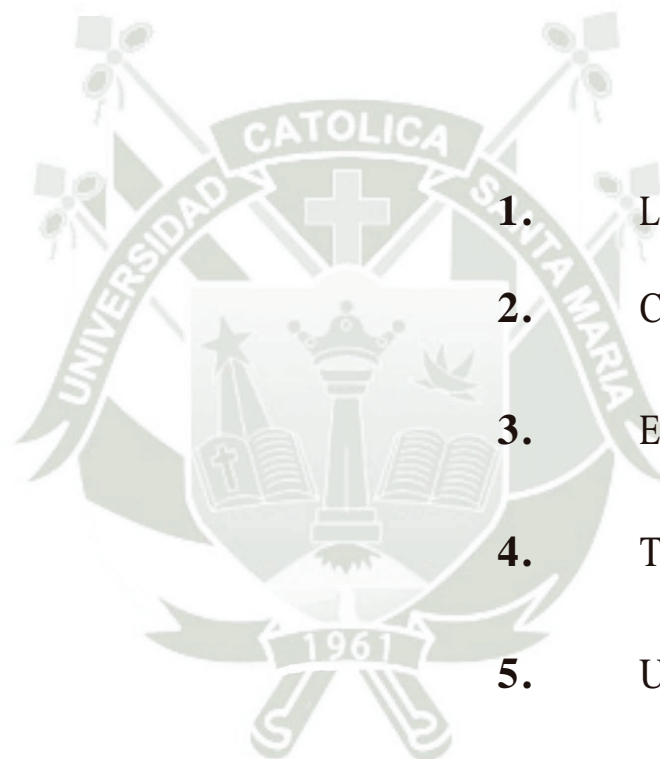 CATOLICA
UNIVERSIDAD
SANTA MARIA
1. L
2. C
3. E
4. T
5. U
1961